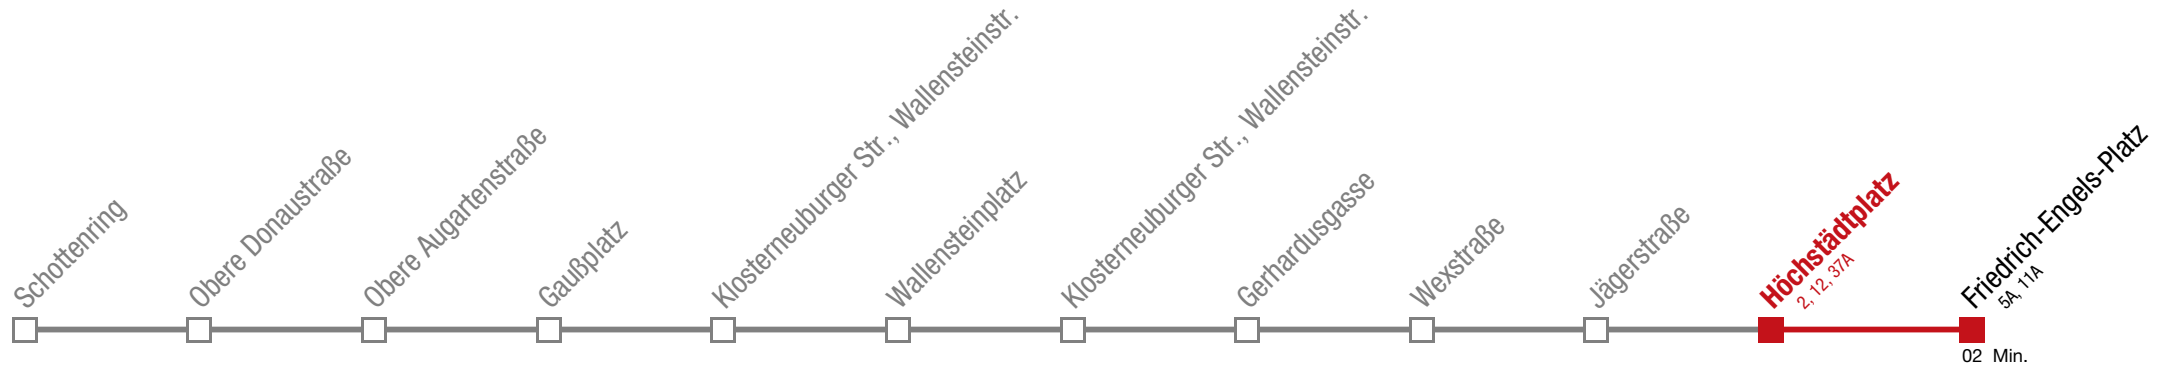 Schottenring
Obere Donaustraße
Obere Augartenstraße
Gaußplatz
Klosterneuburger Str., Wallensteinstr.
Wallensteinplatz
Klosterneuburger Str., Wallensteinstr.
Gerhardusgasse
Wexstraße
Jägerstraße
Höchstädtplatz
2, 12, 37A
Friedrich-Engels-Platz
5A, 11A
02 Min.